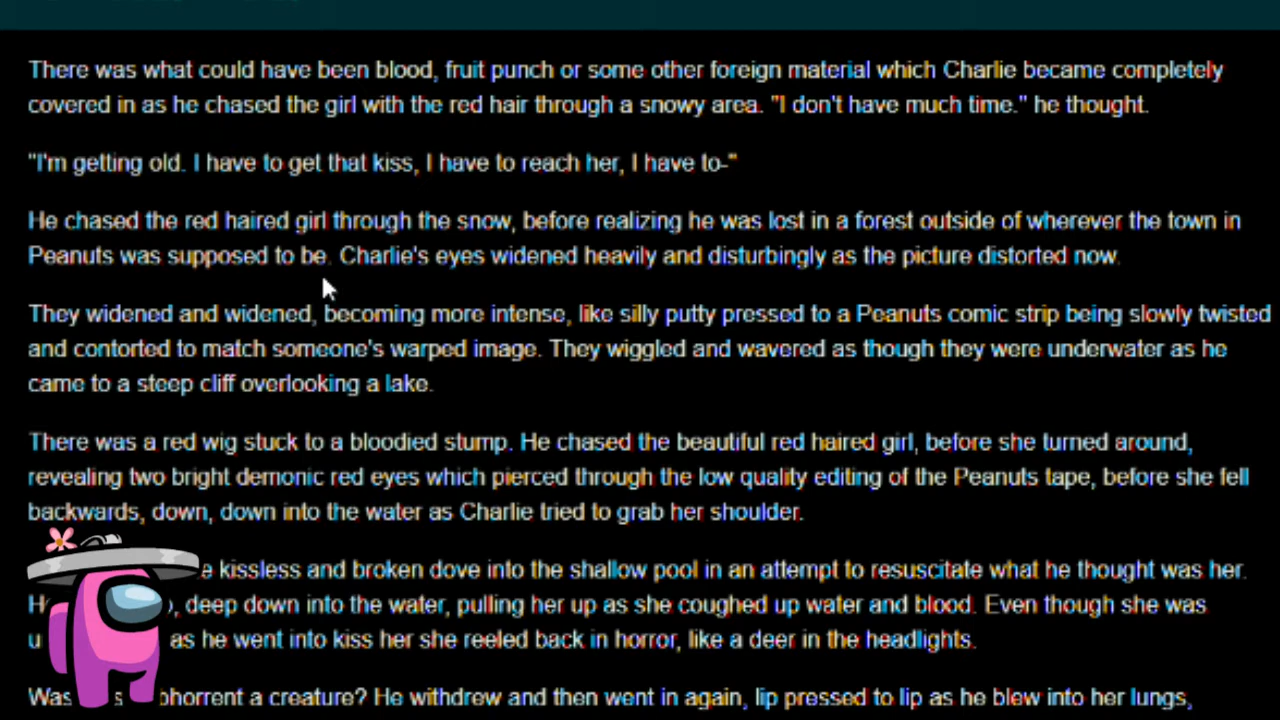 There was what could have been blood, fruit punch or some other foreign material which Charlie became completely
covered in as he chased the girl with the red hair through a snowy area. "I don't have much time." he thought.
"I'm getting old. I have to get that kiss, I have to reach her, I have to-"
He chased the red haired girl through the snow, before realizing he was lost in a forest outside of wherever the town in
Peanuts was supposed to be. Charlie's eyes widened heavily and disturbingly as the picture distorted now.
They widened and widened, becoming more intense, like silly putty pressed to a Peanuts comic strip being slowly twisted
and contorted to match someone's warped image. They wiggled and wavered as though they were underwater as he
came to a steep cliff overlooking a lake.
There was a red wig stuck to a bloodied stump. He chased the beautiful red haired girl, before she turned around,
revealing two bright demonic red eyes which pierced through the low quality editing of the Peanuts tape, before she fell
backwards, down, down into the water as Charlie tried to grab her shoulder.
kissless and broken dove into the shallow pool in an attempt to resuscitate what he thought was her.
deep down into the water, pulling her up as she coughed up water and blood. Even though she was
as he went into kiss her she reeled back in horror, like a deer in the headlights.
Was a creature? He withdrew and then went in again, lip pressed to lip as he blew into her lungs,